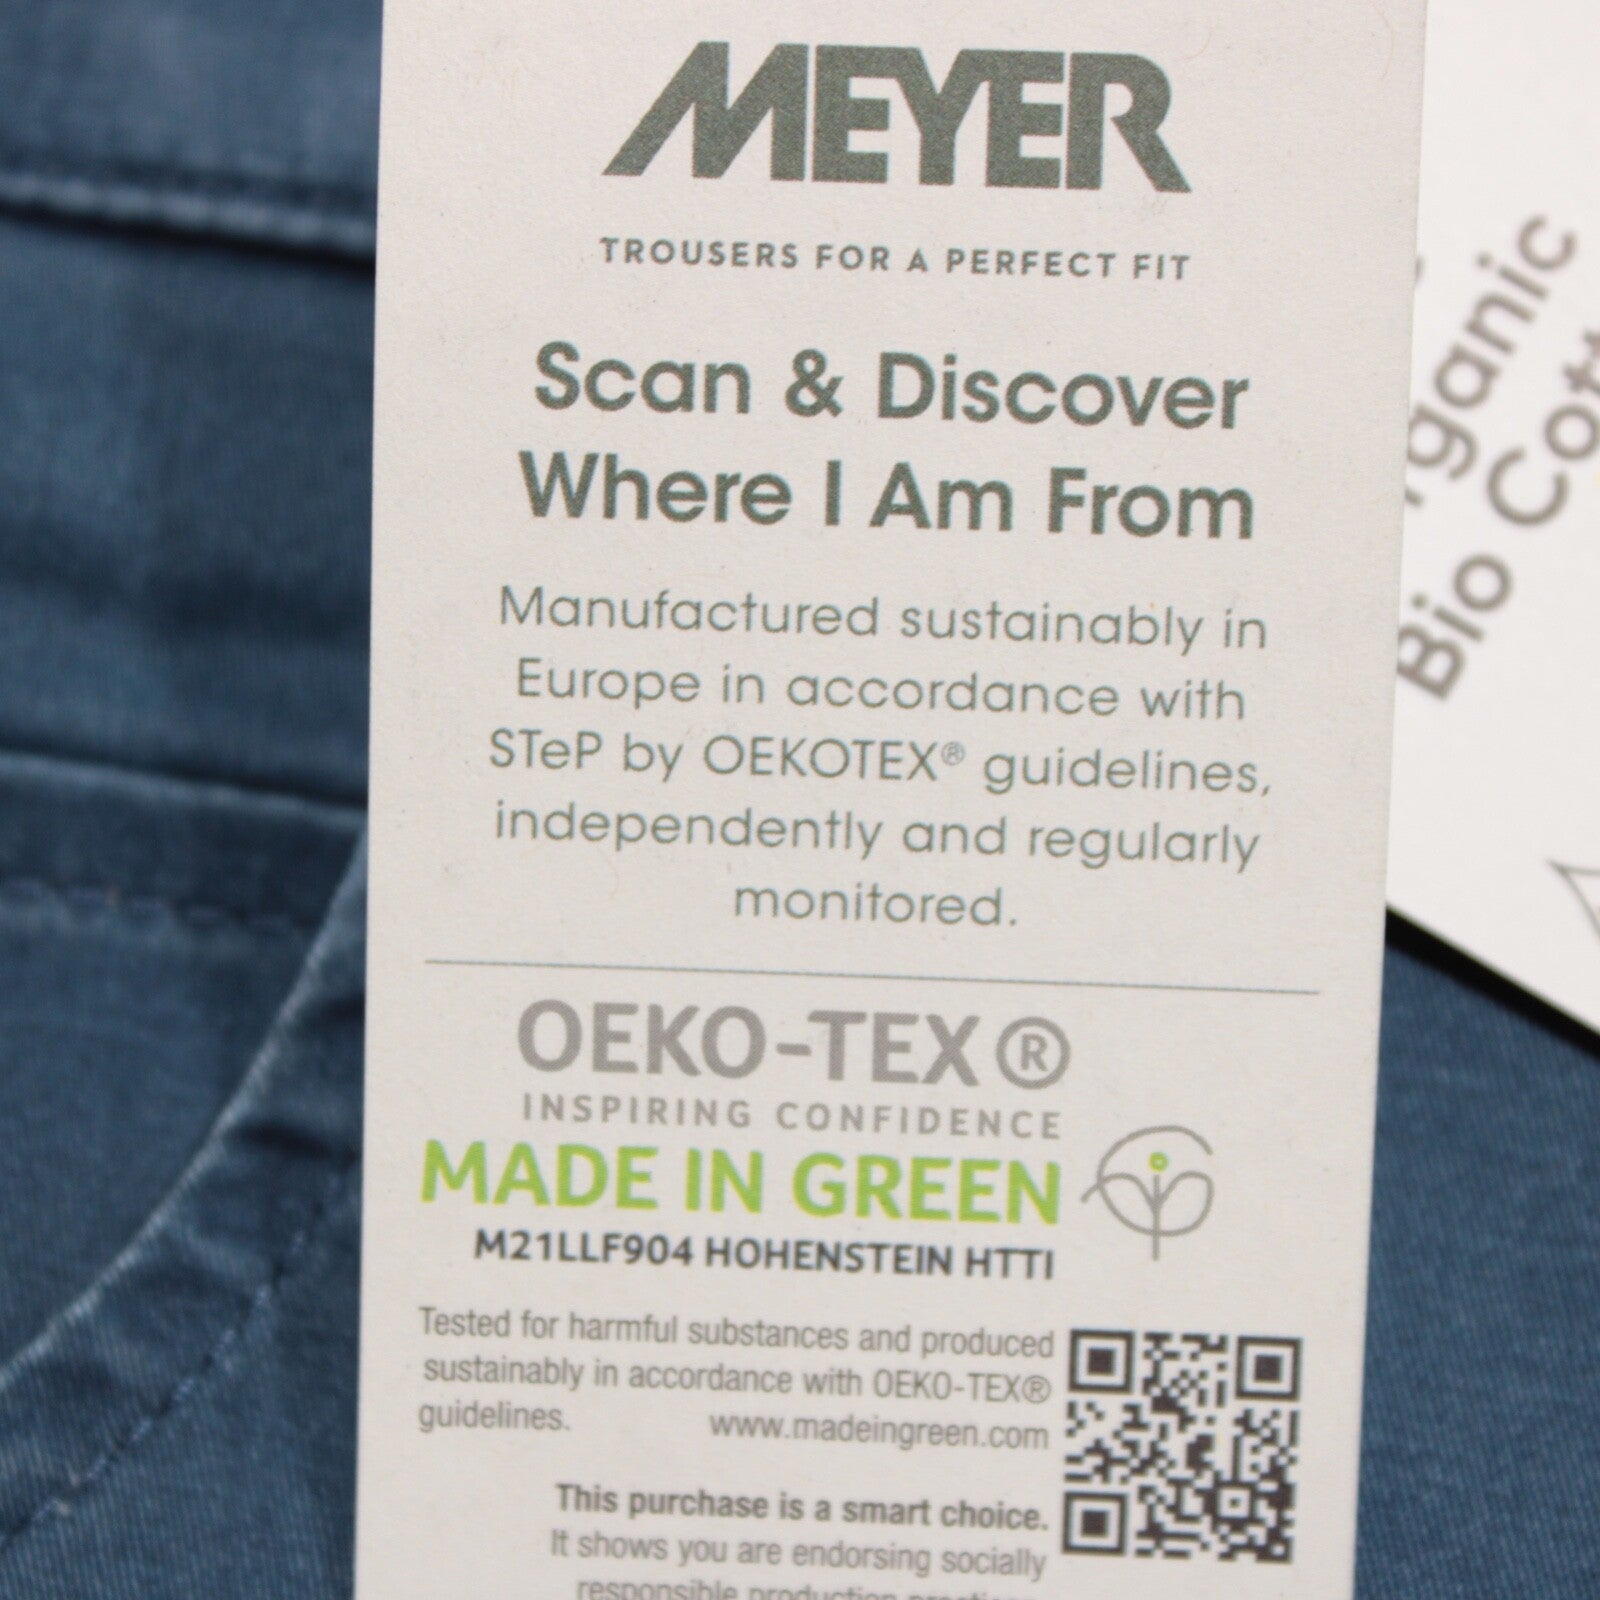 MEYER
TROUSERS FOR A PERFECT FIT
Scan & Discover
Where I Am From
Manufactured sustainably in
Europe in accordance with
STeP by OEKOTEX® guidelines,
independently and regularly
monitored.
OEKO-TEX®
INSPIRING CONFIDENCE
MADE IN GREEN
M21LLF904 HOHENSTEIN HTTI
Tested for harmful substances and produced
sustainably in accordance with OEKO-TEX®
guidelines. www.madeingreen.com
This purchase is a smart choice.
It shows you are endorsing socially
responsible production
Bio